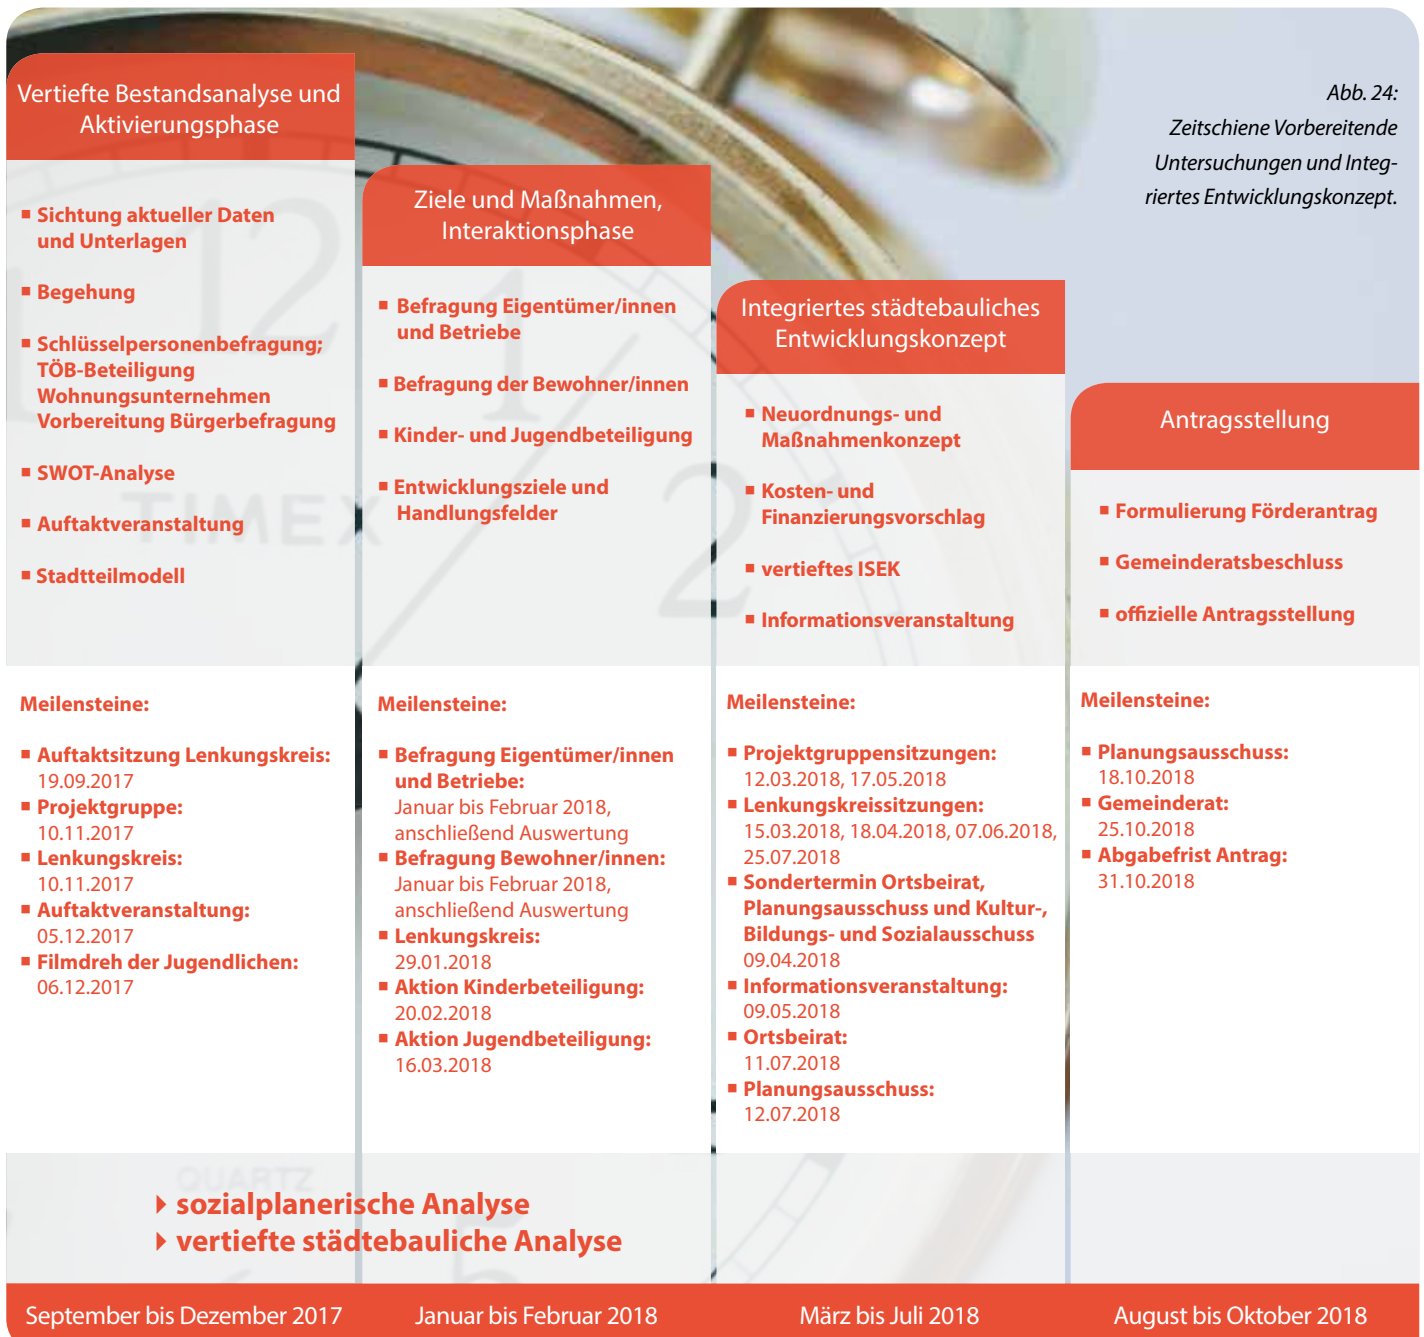 Abb. 24:
Zeitschiene Vorbereitende
Untersuchungen und Integ-
riertes Entwicklungskonzept.
Vertiefte Bestandsanalyse und
Aktivierungsphase
▪ Sichtung aktueller Daten
und Unterlagen
▪ Begehung
▪ Schlüsselpersonenbefragung;
TÖB-Beteiligung
Wohnungsunternehmen
Vorbereitung Bürgerbefragung
▪ SWOT-Analyse
▪ Auftaktveranstaltung
▪ Stadtteilmodell
Meilensteine:
▪ Auftaktsitzung Lenkungskreis:
19.09.2017
▪ Projektgruppe:
10.11.2017
▪ Lenkungskreis:
10.11.2017
▪ Auftaktveranstaltung:
05.12.2017
▪ Filmdreh der Jugendlichen:
06.12.2017
Ziele und Maßnahmen,
Interaktionsphase
▪ Befragung Eigentümer/innen
und Betriebe
▪ Befragung der Bewohner/innen
▪ Kinder- und Jugendbeteiligung
▪ Entwicklungsziele und
Handlungsfelder
Meilensteine:
▪ Befragung Eigentümer/innen
und Betriebe:
Januar bis Februar 2018,
anschließend Auswertung
▪ Befragung Bewohner/innen:
Januar bis Februar 2018,
anschließend Auswertung
▪ Lenkungskreis:
29.01.2018
▪ Aktion Kinderbeteiligung:
20.02.2018
▪ Aktion Jugendbeteiligung:
16.03.2018
Integriertes städtebauliches
Entwicklungskonzept
▪ Neuordnungs- und
Maßnahmenkonzept
▪ Kosten- und
Finanzierungsvorschlag
▪ vertieftes ISEK
▪ Informationsveranstaltung
Meilensteine:
▪ Projektgruppensitzungen:
12.03.2018, 17.05.2018
▪ Lenkungskreissitzungen:
15.03.2018, 18.04.2018, 07.06.2018,
25.07.2018
▪ Sondertermin Ortsbeirat,
Planungsausschuss und Kultur-,
Bildungs- und Sozialausschuss
09.04.2018
▪ Informationsveranstaltung:
09.05.2018
▪ Ortsbeirat:
11.07.2018
▪ Planungsausschuss:
12.07.2018
Antragsstellung
▪ Formulierung Förderantrag
▪ Gemeinderatsbeschluss
▪ offizielle Antragsstellung
Meilensteine:
▪ Planungsausschuss:
18.10.2018
▪ Gemeinderat:
25.10.2018
▪ Abgabefrist Antrag:
31.10.2018
12
1
2
TIMEX
QUARTZ
5
▸ sozialplanerische Analyse
▸ vertiefte städtebauliche Analyse
September bis Dezember 2017
Januar bis Februar 2018
März bis Juli 2018
August bis Oktober 2018